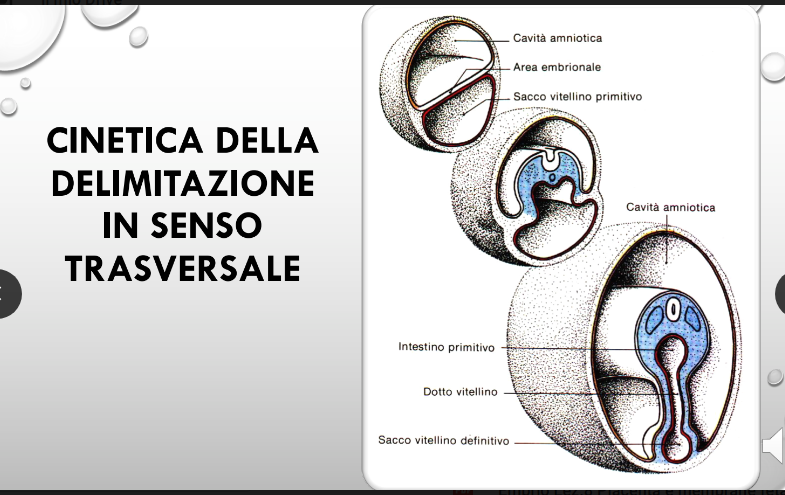 CINETICA DELLA
DELIMITAZIONE
IN SENSO
TRASVERSALE
Cavità amniotica
Area embrionale
Sacco vitellino primitivo
Cavità amniotica
Intestino primitivo
Dotto vitellino
Sacco vitellino definitivo